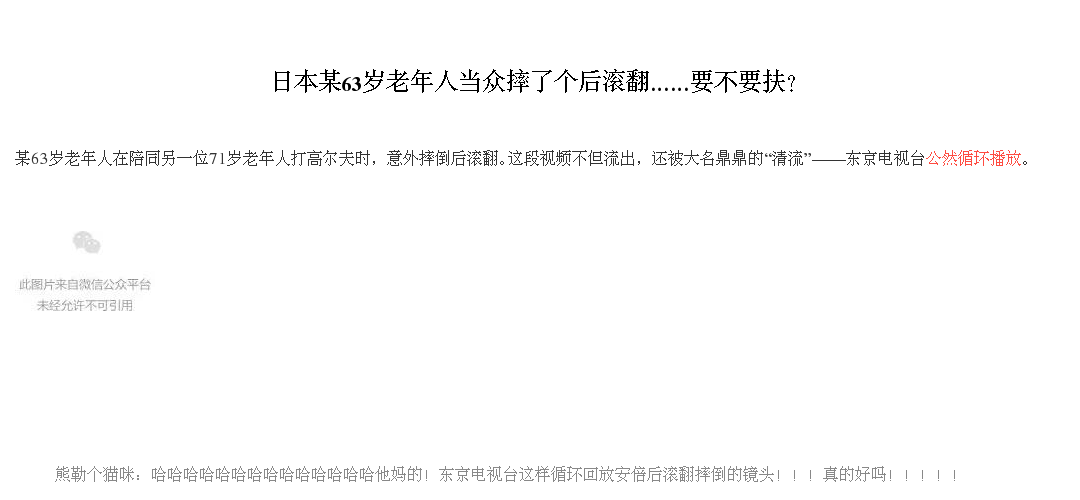 日本某63岁老年人当众摔了个后滚翻……要不要扶？
某63岁老年人在陪同另一位71岁老年人打高尔夫时，意外摔倒后滚翻。这段视频不但流出，还被大名鼎鼎的“清流”——东京电视台公然循环播放。
此图片来自微信公众平台
未经允许不可引用
熊勒个猫咪：哈哈哈哈哈哈哈哈哈哈哈哈哈哈他妈的！东京电视台这样循环回放安倍后滚翻摔倒的镜头！！！真的好吗！！！！！